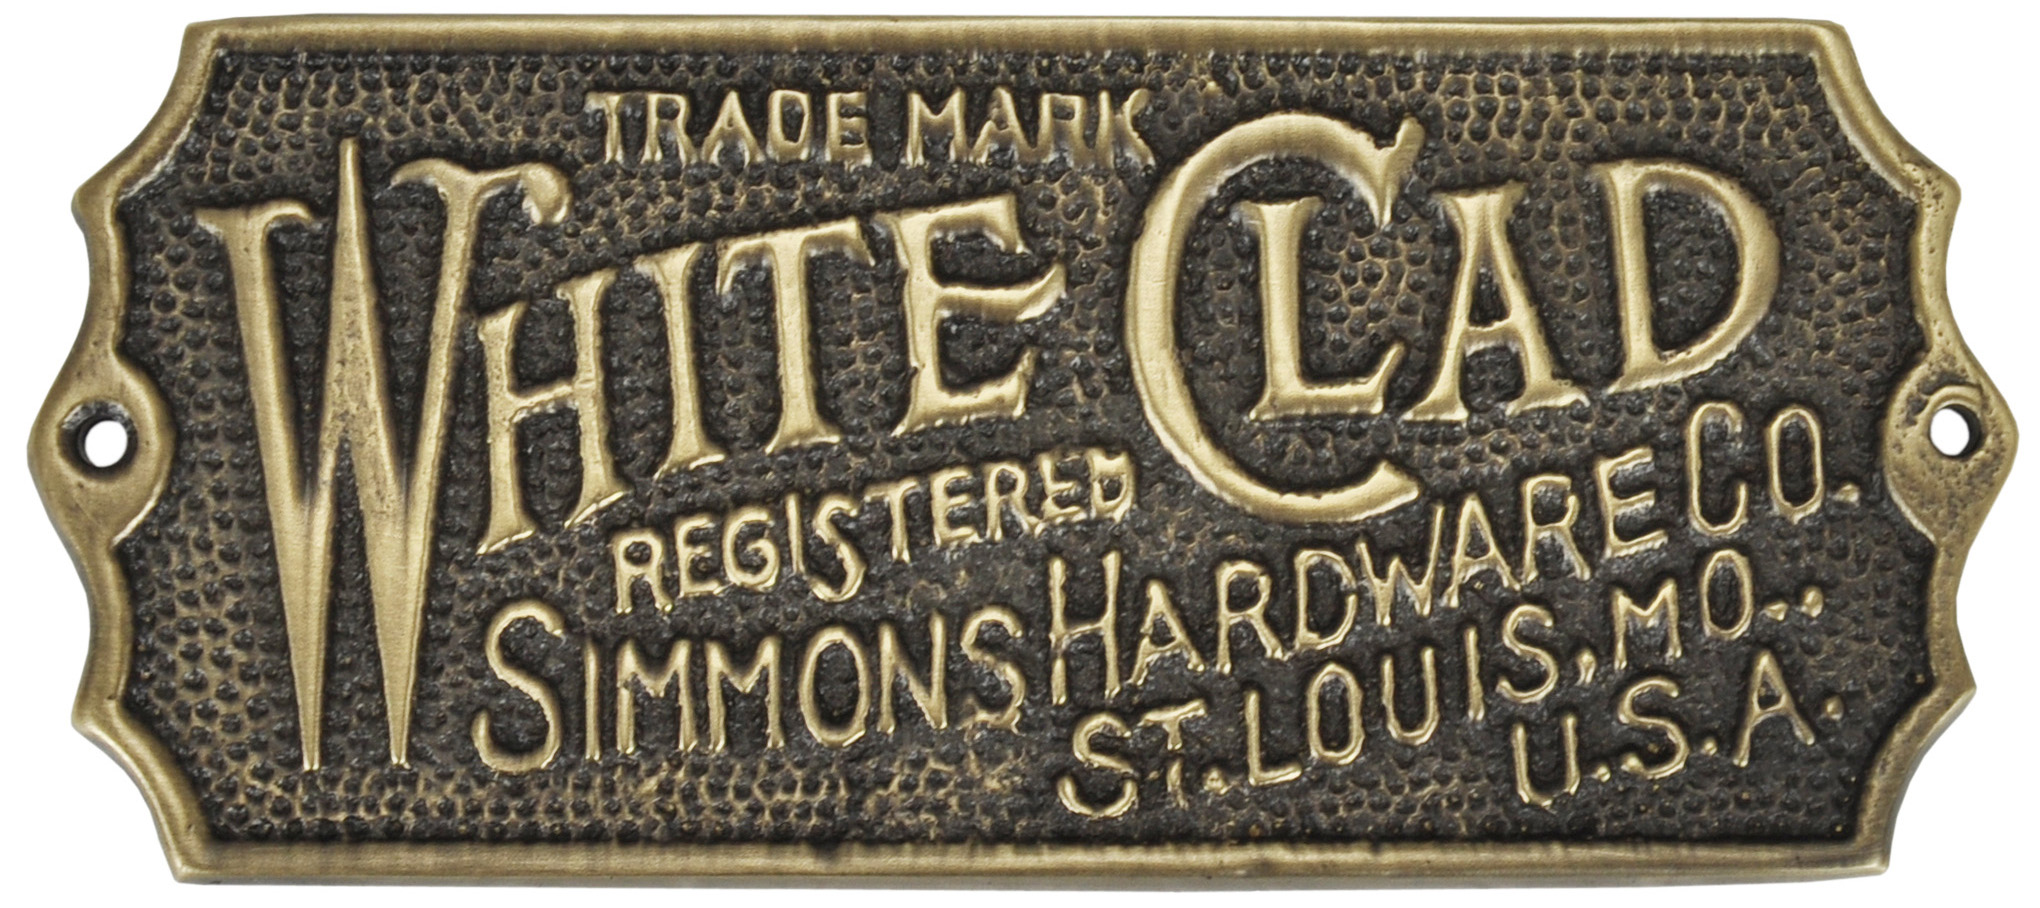 TRADE MARK
WHITE CLAD
REGISTERED
SIMMONS HARDWARE CO.
ST. LOUIS, MO..
U.S.A.